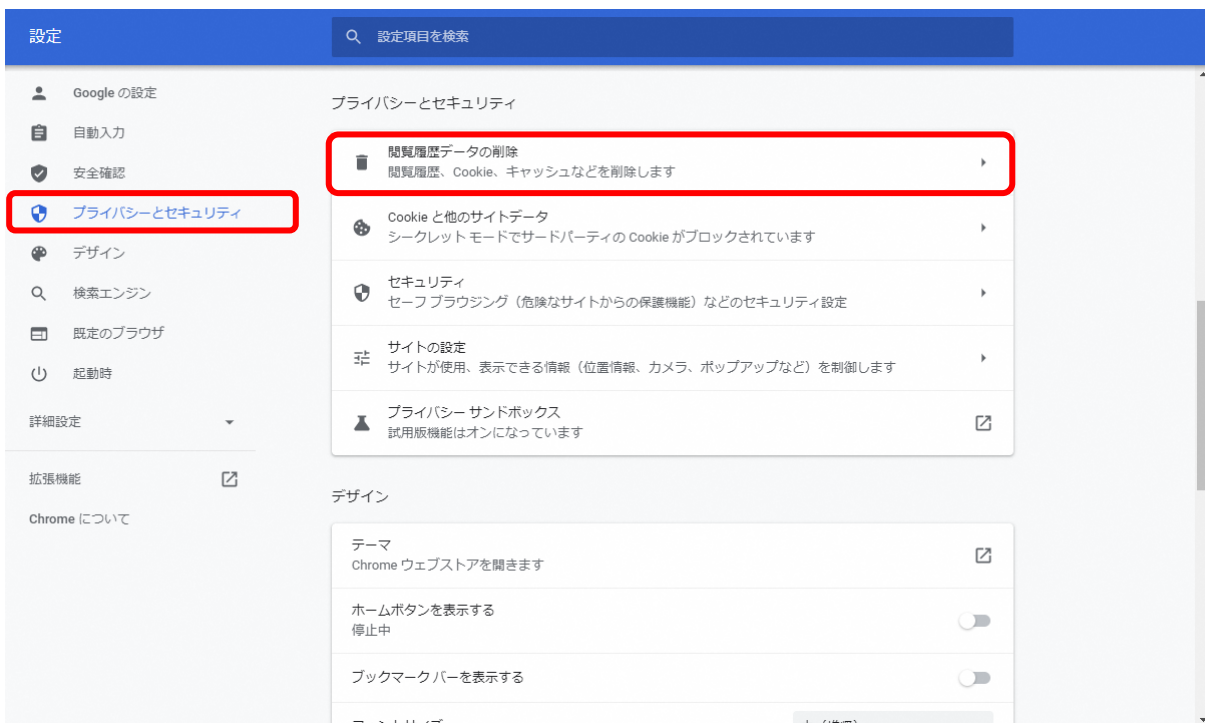 設定
設定項目を検索
Google の設定
自動入力
安全確認
プライバシーとセキュリティ
デザイン
検索エンジン
既定のブラウザ
起動時
詳細設定
拡張機能
Chrome について
プライバシーとセキュリティ
閲覧履歴データの削除
閲覧履歴、Cookie、キャッシュなどを削除します
Cookie と他のサイトデータ
シークレット モードでサードパーティの Cookie がブロックされています
セキュリティ
セーフ ブラウジング（危険なサイトからの保護機能）などのセキュリティ設定
サイトの設定
サイトが使用、表示できる情報（位置情報、カメラ、ポップアップなど）を制御します
プライバシー サンドボックス
試用版機能はオンになっています
デザイン
テーマ
Chrome ウェブストアを開きます
ホームボタンを表示する
停止中
ブックマーク バーを表示する